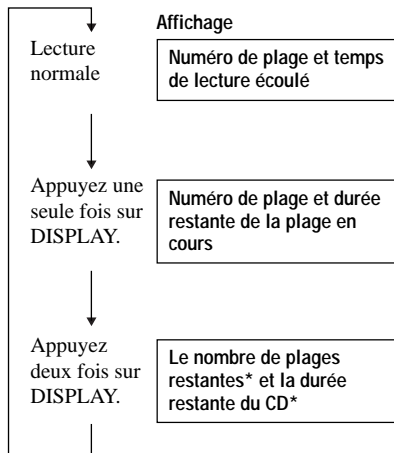 Affichage
Lecture
normale
Numéro de plage et temps
de lecture écoulé
Appuyez une
seule fois sur
DISPLAY.
Numéro de plage et durée
restante de la plage en
cours
Appuyez
deux fois sur
DISPLAY.
Le nombre de plages
restantes* et la durée
restante du CD*